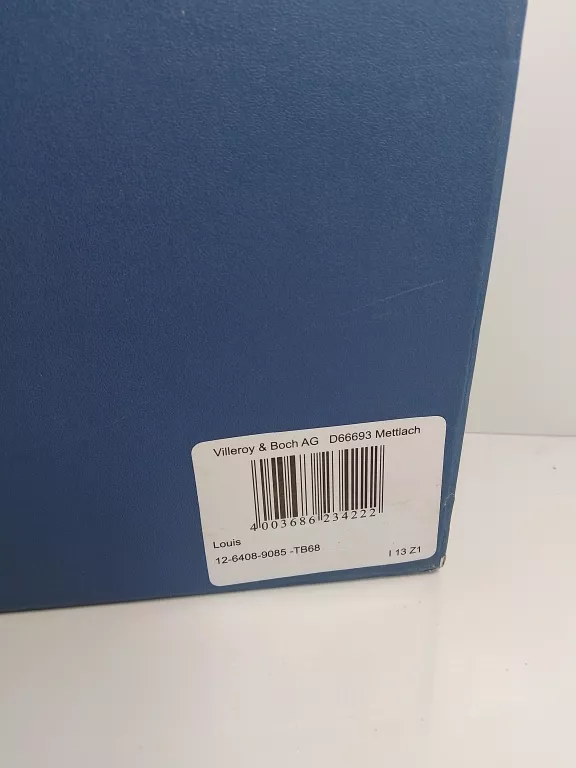 Villeroy & Boch AG D66693 Mettlach
4 003686 234222
Louis
12-6408-9085 -TB68 I 13 Z1